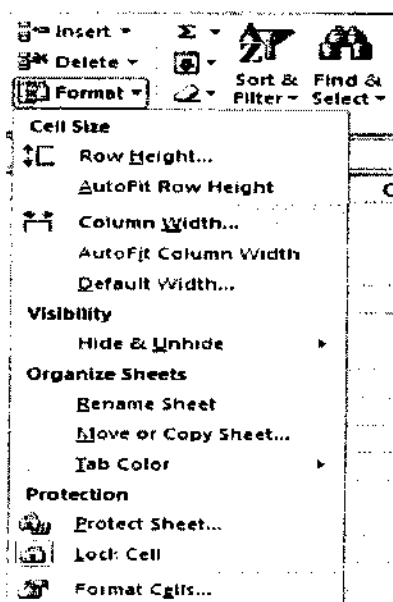 Insert
Σ
Delete
Format
Sort & Filter
Find & Select
Cell Size
Row Height...
AutoFit Row Height
Column Width...
AutoFit Column Width
Default Width...
Visibility
Hide & Unhide
Organize Sheets
Rename Sheet
Move or Copy Sheet...
Tab Color
Protection
Protect Sheet...
Lock Cell
Format Cells...